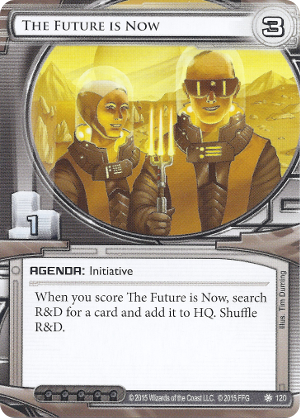 The Future is Now
3
1
AGENDA: Initiative
When you score The Future is Now, search
R&D for a card and add it to HQ. Shuffle
R&D.
Illus. Tim Durning
© 2015 Wizards of the Coast LLC. © 2015 FFG
120